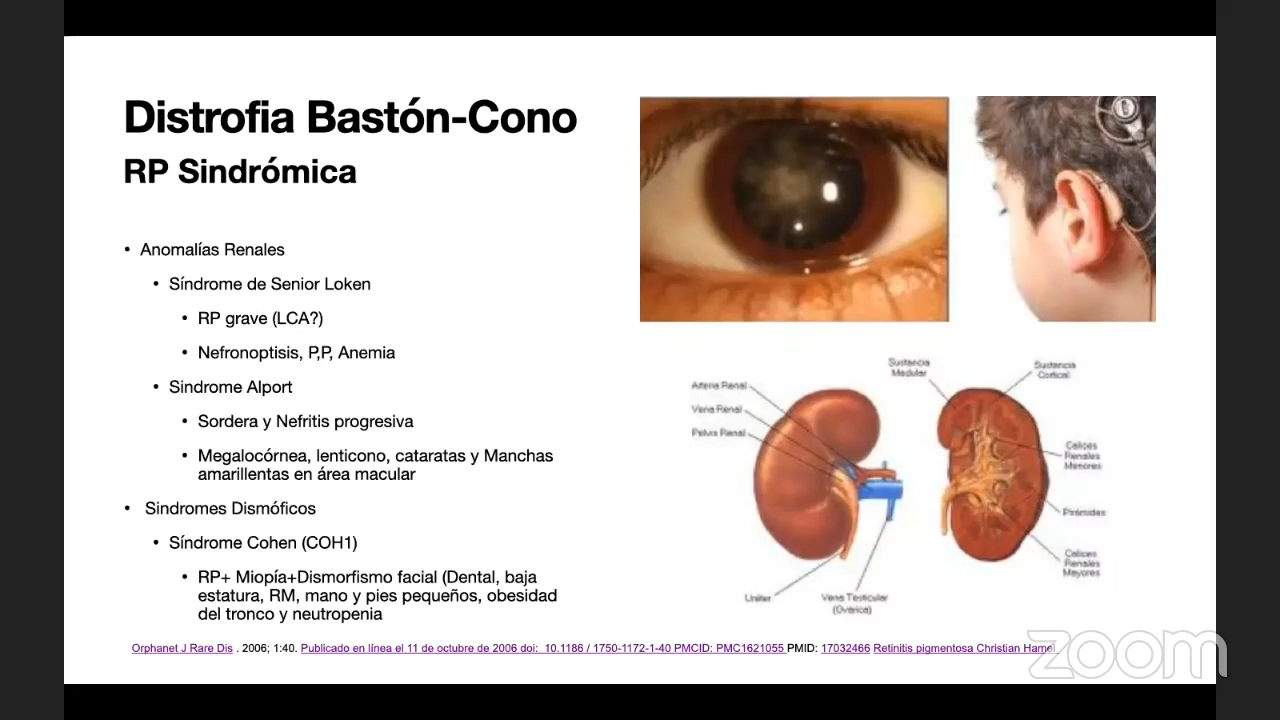 Distrofia Bastón-Cono
RP Sindrómica
• Anomalías Renales
• Síndrome de Senior Loken
• RP grave (LCA?)
• Nefronoptisis, P,P, Anemia
• Sindrome Alport
• Sordera y Nefritis progresiva
• Megalocórnea, lenticono, cataratas y Manchas
amarillentas en área macular
• Sindromes Dismóficos
• Síndrome Cohen (COH1)
• RP+ Miopía+Dismorfismo facial (Dental, baja
estatura, RM, mano y pies pequeños, obesidad
del tronco y neutropenia
Arteria Renal
Vena Renal
Pelvis Renal
Uréter
Vena Testicular
(Ovárica)
Sustancia
Medular
Sustancia
Cortical
Calices
Renales
Menores
Pirámides
Calices
Renales
Mayores
Orphanet J Rare Dis . 2006; 1:40. Publicado en línea el 11 de octubre de 2006 doi: 10.1186 / 1750-1172-1-40 PMCID: PMC1621055 PMID: 17032466 Retinitis pigmentosa Christian Hamel
zoom